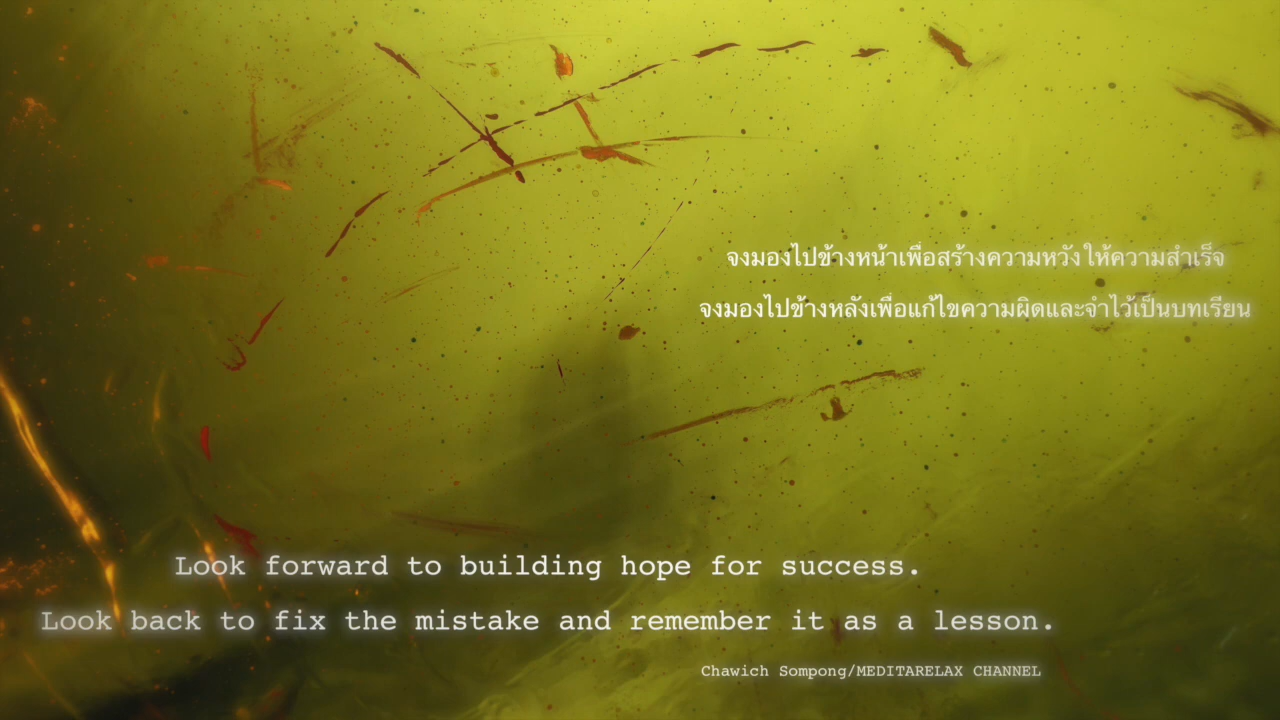 จงมองไปข้างหน้าเพื่อสร้างความหวังให้ความสำเร็จ
จงมองไปข้างหลังเพื่อแก้ไขความผิดและจำไว้เป็นบทเรียน
Look forward to building hope for success.
Look back to fix the mistake and remember it as a lesson.
Chawich Sompong/MEDITARELAX CHANNEL